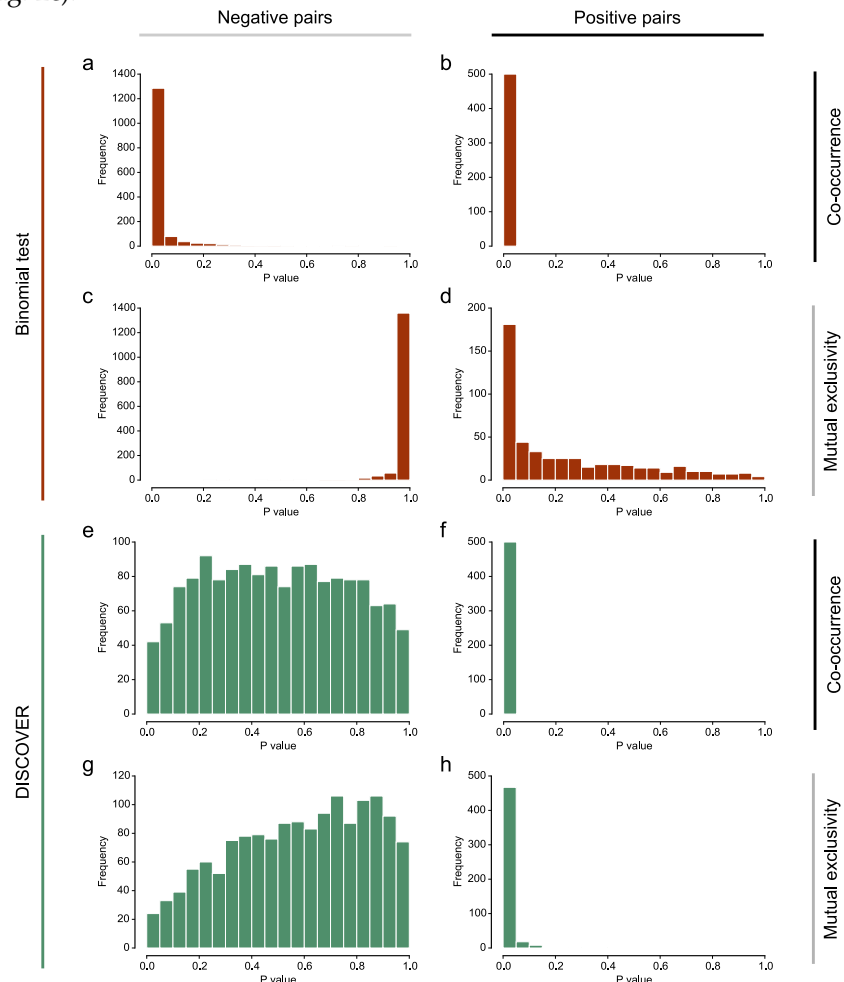 Negative pairs
Positive pairs
a
b
1400
1200
1000
800
600
400
200
0
Frequency
0.0 0.2 0.4 0.6 0.8 1.0
P value
500
400
300
200
100
0
Frequency
0.0 0.2 0.4 0.6 0.8 1.0
P value
Co-occurrence
Binomial test
c
d
1400
1200
1000
800
600
400
200
0
Frequency
0.0 0.2 0.4 0.6 0.8 1.0
P value
200
150
100
50
0
Frequency
0.0 0.2 0.4 0.6 0.8 1.0
P value
Mutual exclusivity
e
f
100
80
60
40
20
0
Frequency
0.0 0.2 0.4 0.6 0.8 1.0
P value
500
400
300
200
100
0
Frequency
0.0 0.2 0.4 0.6 0.8 1.0
P value
Co-occurrence
DISCOVER
g
h
120
100
80
60
40
20
0
Frequency
0.0 0.2 0.4 0.6 0.8 1.0
P value
500
400
300
200
100
0
Frequency
0.0 0.2 0.4 0.6 0.8 1.0
P value
Mutual exclusivity